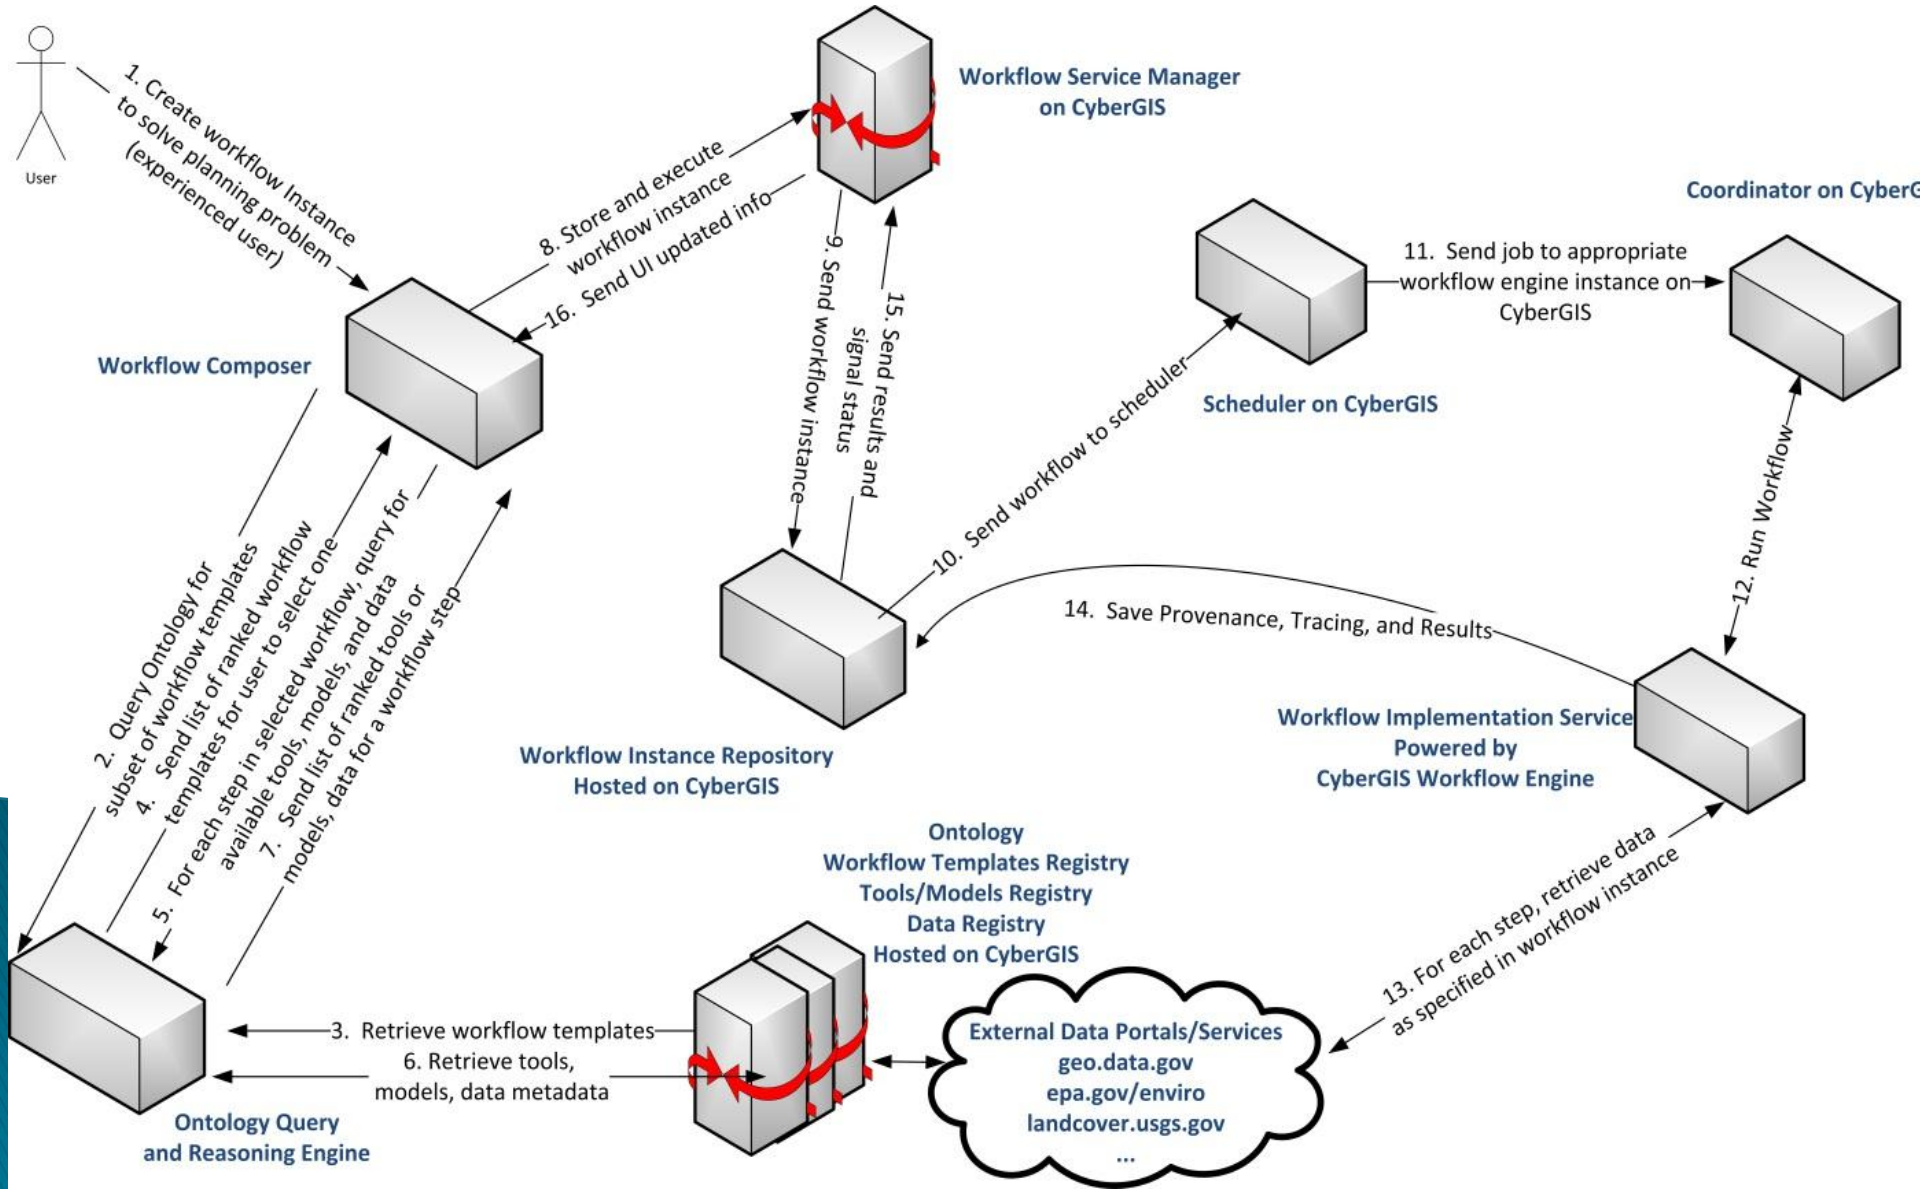 User
1. Create workflow Instance
to solve planning problem
(experienced user)
Workflow Service Manager
on CyberGIS
8. Store and execute
workflow instance
16. Send UI updated info
Coordinator on CyberG
11. Send job to appropriate
workflow engine instance on
CyberGIS
Workflow Composer
9. Send workflow instance
15. Send results and
signal status
Scheduler on CyberGIS
10. Send workflow to scheduler
12. Run Workflow
2. Query Ontology for
subset of workflow templates
4. Send list of ranked workflow
templates for user to select one
5. For each step in selected workflow, query for
available tools, models, and data
7. Send list of ranked tools or
models, data for a workflow step
14. Save Provenance, Tracing, and Results
Workflow Instance Repository
Hosted on CyberGIS
Workflow Implementation Service
Powered by
CyberGIS Workflow Engine
Ontology
Workflow Templates Registry
Tools/Models Registry
Data Registry
Hosted on CyberGIS
13. For each step, retrieve data
as specified in workflow instance
3. Retrieve workflow templates
6. Retrieve tools,
models, data metadata
External Data Portals/Services
geo.data.gov
epa.gov/enviro
landcover.usgs.gov
...
Ontology Query
and Reasoning Engine